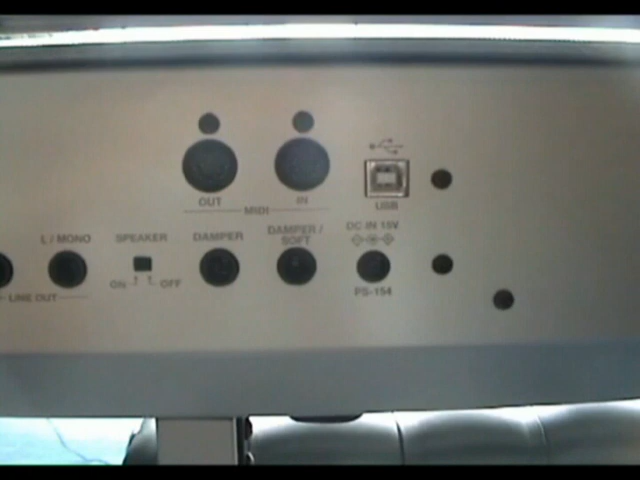 OUT
IN
MIDI
USB
L / MONO
SPEAKER
DAMPER
DAMPER /
SOFT
DC IN 15V
ON
OFF
LINE OUT
PS-154